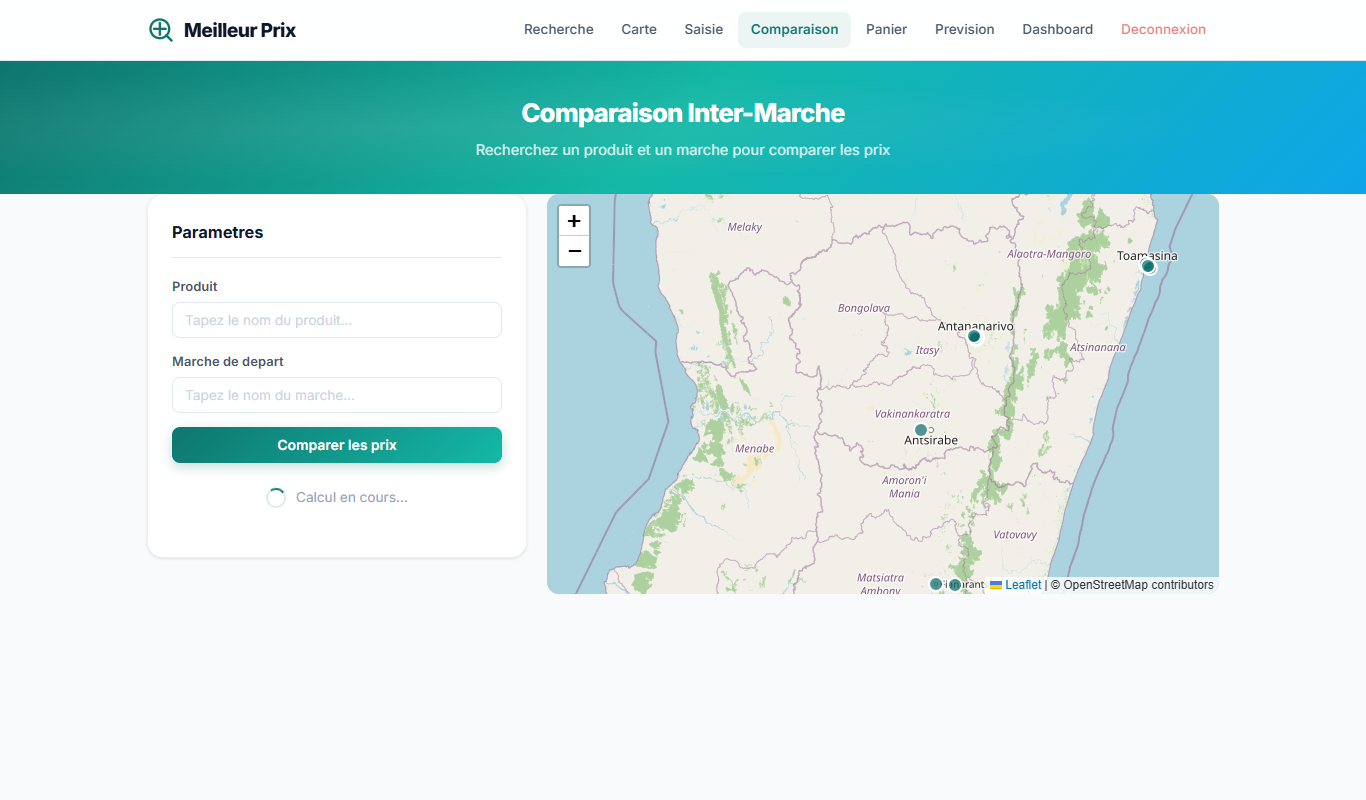 Meilleur Prix
Recherche
Carte
Saisie
Comparaison
Panier
Prevision
Dashboard
Deconnexion
Comparaison Inter-Marche
Recherchez un produit et un marche pour comparer les prix
Parametres
Produit
Tapez le nom du produit...
Marche de depart
Tapez le nom du marche...
Comparer les prix
Calcul en cours...
+
−
Melaky
Alaotra-Mangoro
Toamasina
Bongolava
Antananarivo
Itasy
Atsinanana
Vakinankaratra
Antsirabe
Menabe
Amoron'i
Mania
Vatovavy
Matsiatra
Ambony
Leaflet | © OpenStreetMap contributors